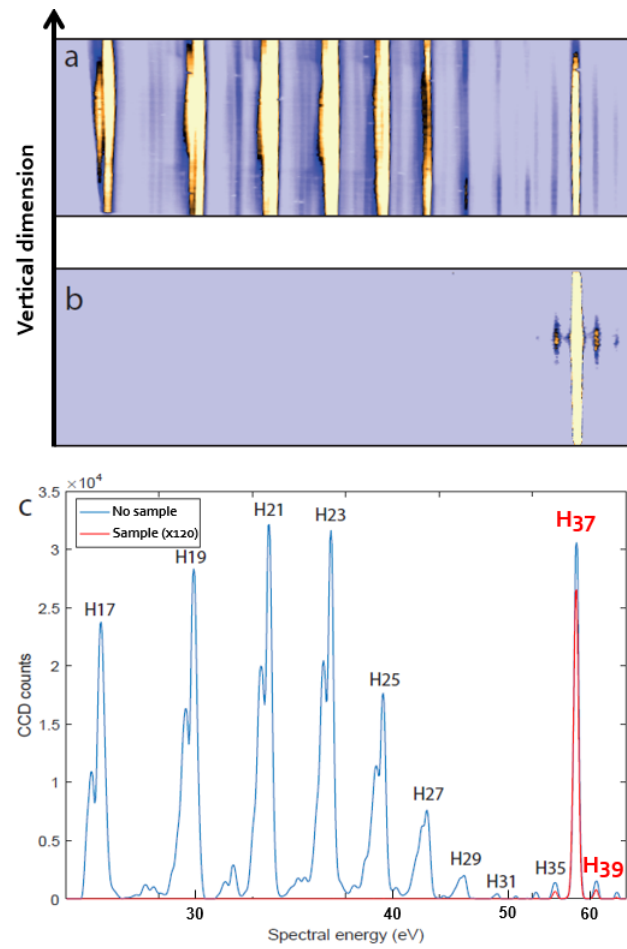 a
Vertical dimension
b
c
×10⁴
3.5
3
2.5
2
1.5
1
0.5
0
CCD counts
No sample
Sample (x120)
H17
H19
H21
H23
H25
H27
H29
H31
H35
H37
H39
30
40
50
60
Spectral energy (eV)